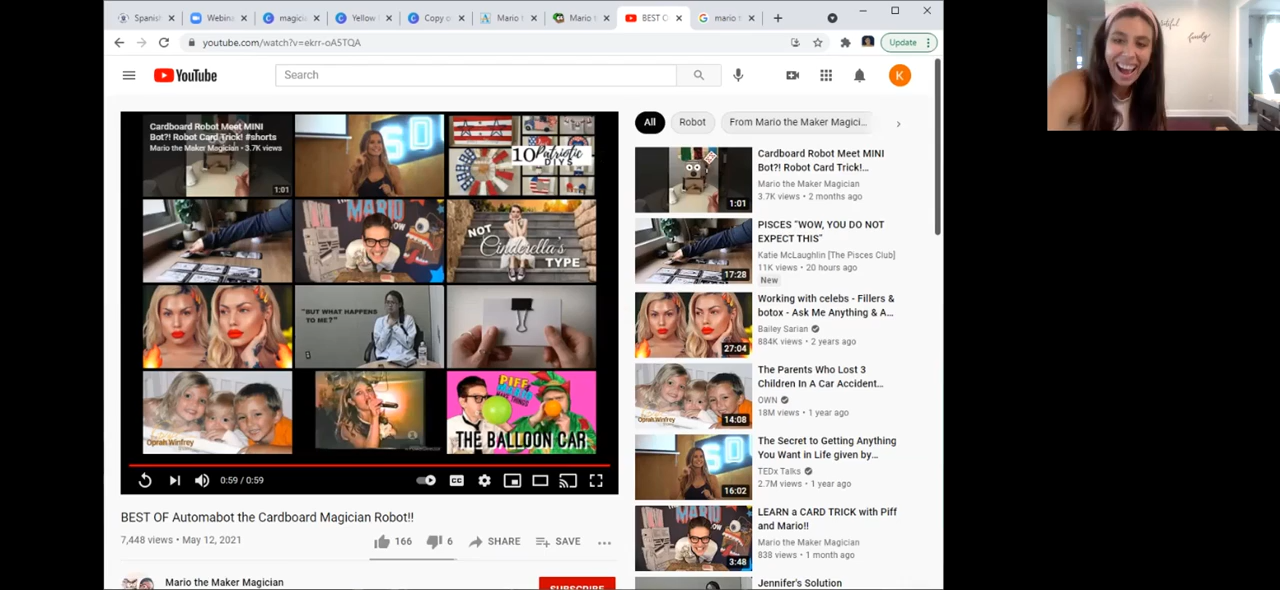 Spanish
Webina
magicia
Yellow
Copy o
Mario t
Mario t
BEST O
mario t
youtube.com/watch?v=ekrr-oA5TQA
Update
YouTube
Search
K
Cardboard Robot Meet MINI
Bot?! Robot Card Trick! #shorts
Mario the Maker Magician • 3.7K views
1:01
10 Patriotic
DIYS
MARIO
NOT
Cinderella's
TYPE
"BUT WHAT HAPPENS
TO ME?"
Oprah Winfrey
PIFF
THE BALLOON CAR
0:59 / 0:59
BEST OF Automabot the Cardboard Magician Robot!!
7,448 views • May 12, 2021
166
6
SHARE
SAVE
Mario the Maker Magician
SUBSCRIBE
All
Robot
From Mario the Maker Magici...
1:01
Cardboard Robot Meet MINI
Bot?! Robot Card Trick!...
Mario the Maker Magician
3.7K views • 2 months ago
17:28
PISCES "WOW, YOU DO NOT
EXPECT THIS"
Katie McLaughlin [The Pisces Club]
11K views • 20 hours ago
New
27:04
Working with celebs - Fillers &
botox - Ask Me Anything & A...
Bailey Sarian
884K views • 2 years ago
Oprah Winfrey
14:08
The Parents Who Lost 3
Children In A Car Accident...
OWN
18M views • 1 year ago
16:02
The Secret to Getting Anything
You Want in Life given by...
TEDx Talks
2.7M views • 1 year ago
3:48
LEARN a CARD TRICK with Piff
and Mario!!
Mario the Maker Magician
838 views • 1 month ago
Jennifer's Solution
family